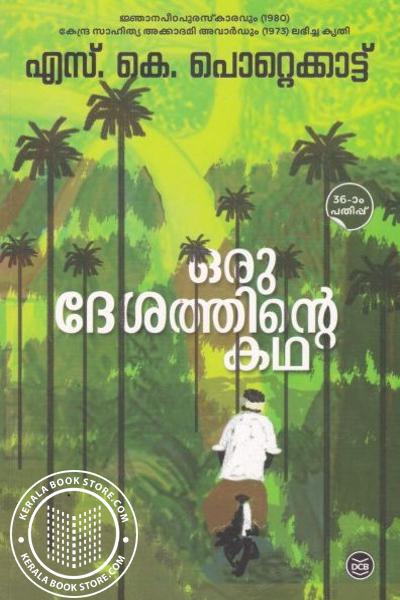 ജ്ഞാനപീഠപുരസ്കാരവും (1980)
കേന്ദ്ര സാഹിത്യ അക്കാദമി അവാർഡും (1973) ലഭിച്ച കൃതി
എസ്. കെ. പൊറ്റെക്കാട്ട്
36-ാം
പതിപ്പ്
ഒരു
ദേശത്തിന്റെ
കഥ
KERALA BOOK STORE.COM
KERALA BOOK STORE.COM
DCB